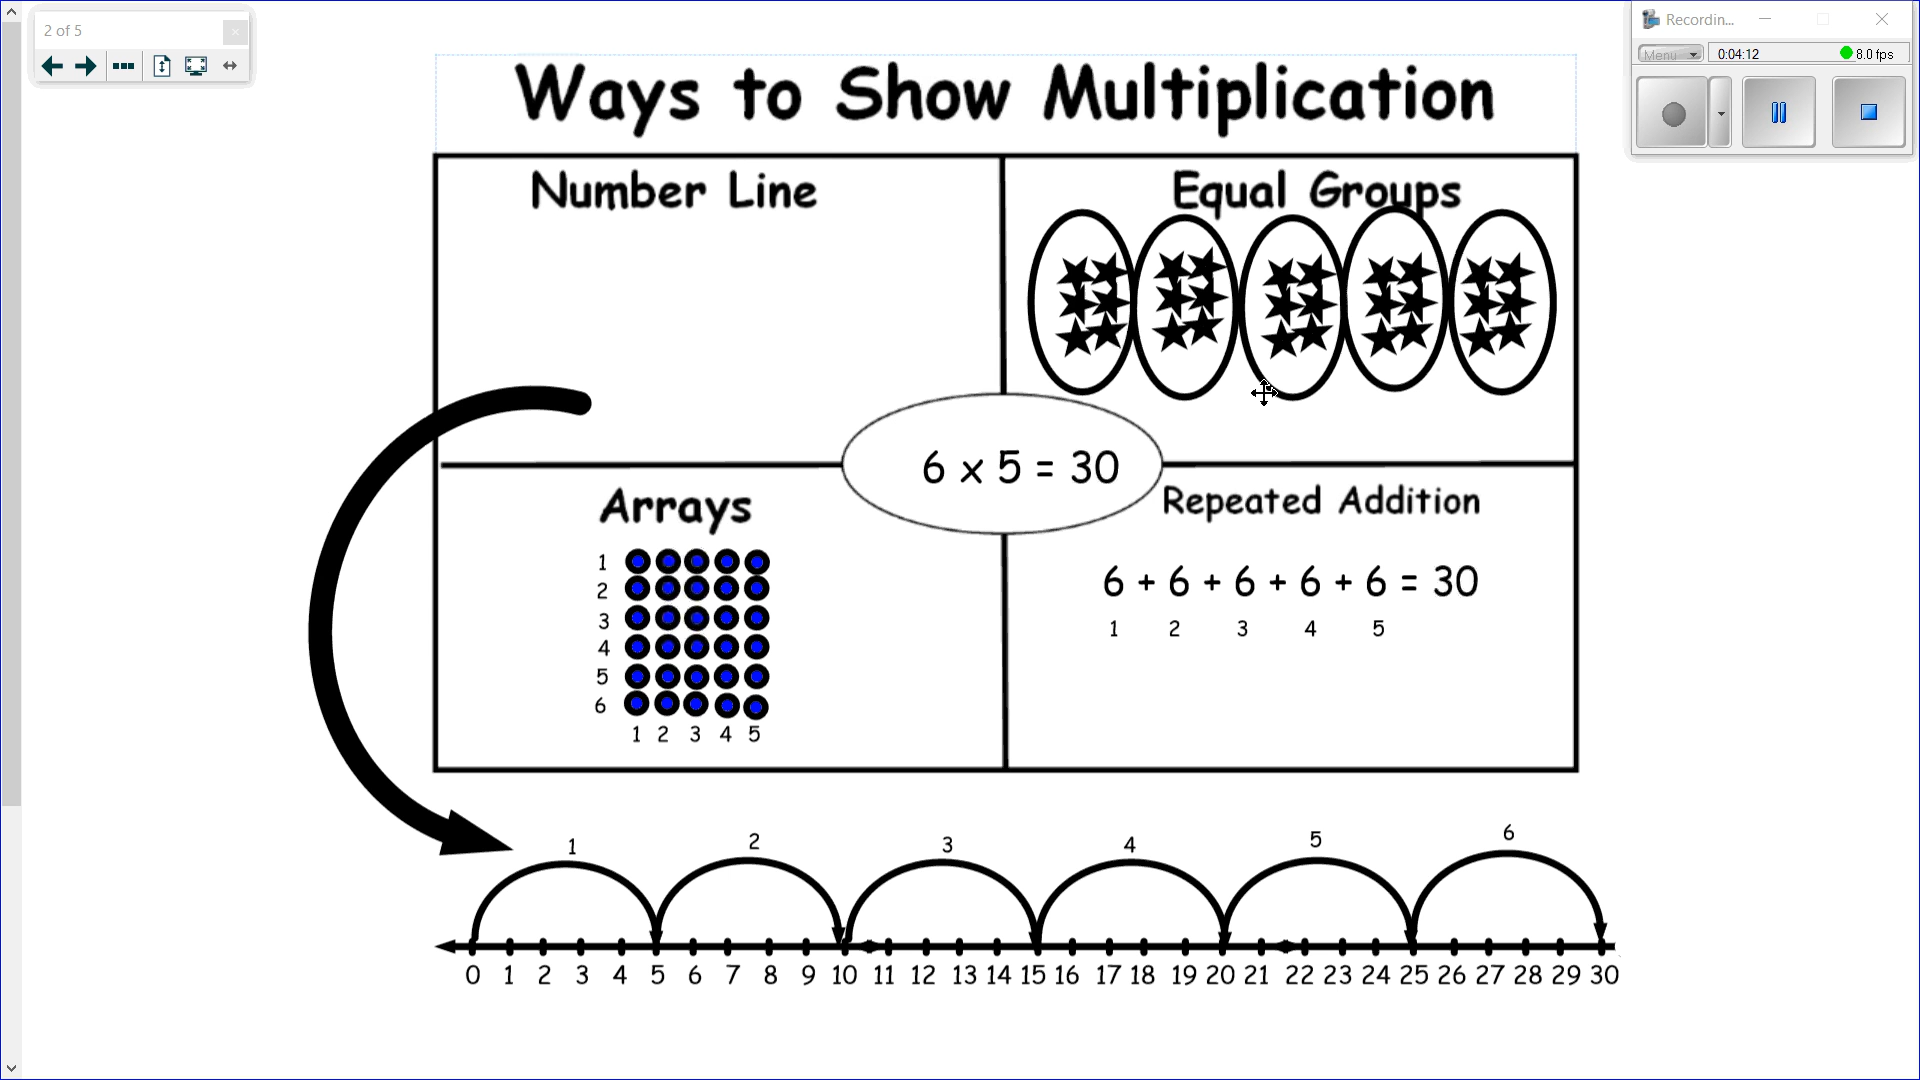 2 of 5
Recordin...
Menu
0:04:12
8.0 fps
Ways to Show Multiplication
Number Line
Equal Groups
6 x 5 = 30
Arrays
1
2
3
4
5
6
1 2 3 4 5
Repeated Addition
6 + 6 + 6 + 6 + 6 = 30
1 2 3 4 5
1 2 3 4 5 6
0 1 2 3 4 5 6 7 8 9 10 11 12 13 14 15 16 17 18 19 20 21 22 23 24 25 26 27 28 29 30